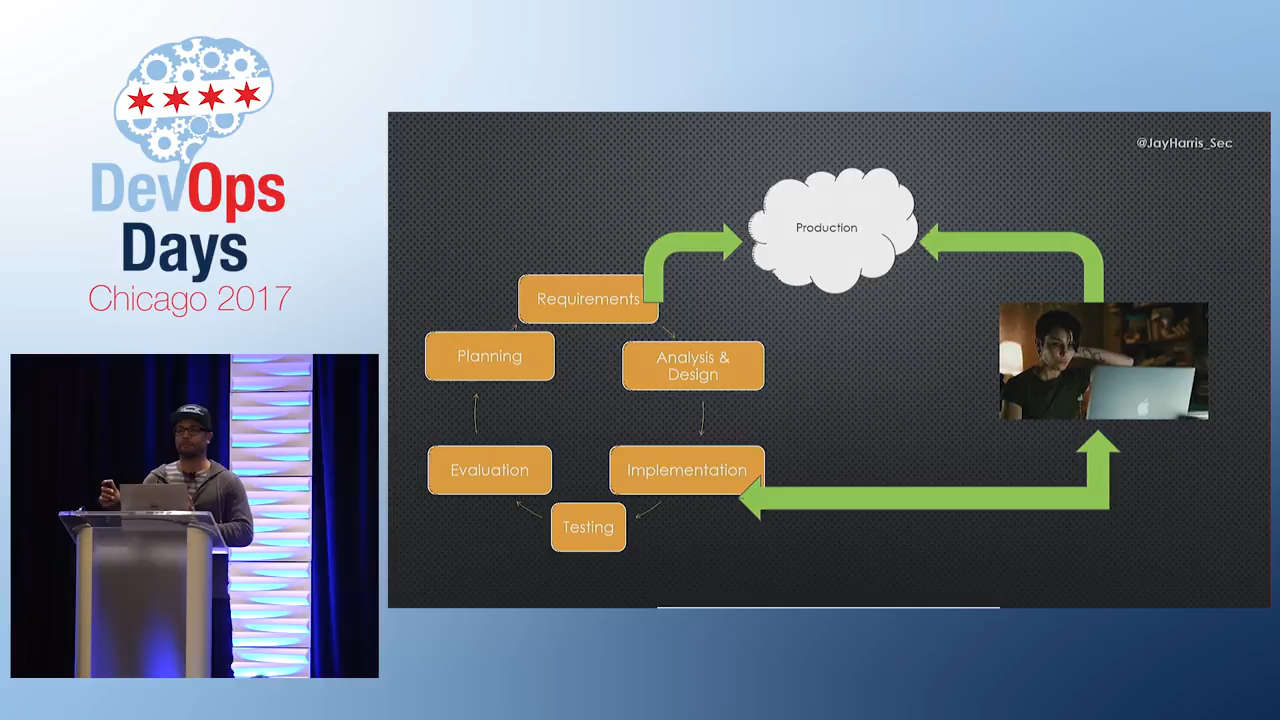 DevOps
Days
Chicago 2017
@JayHarris_Sec
Production
Requirements
Planning
Analysis &
Design
Evaluation
Implementation
Testing